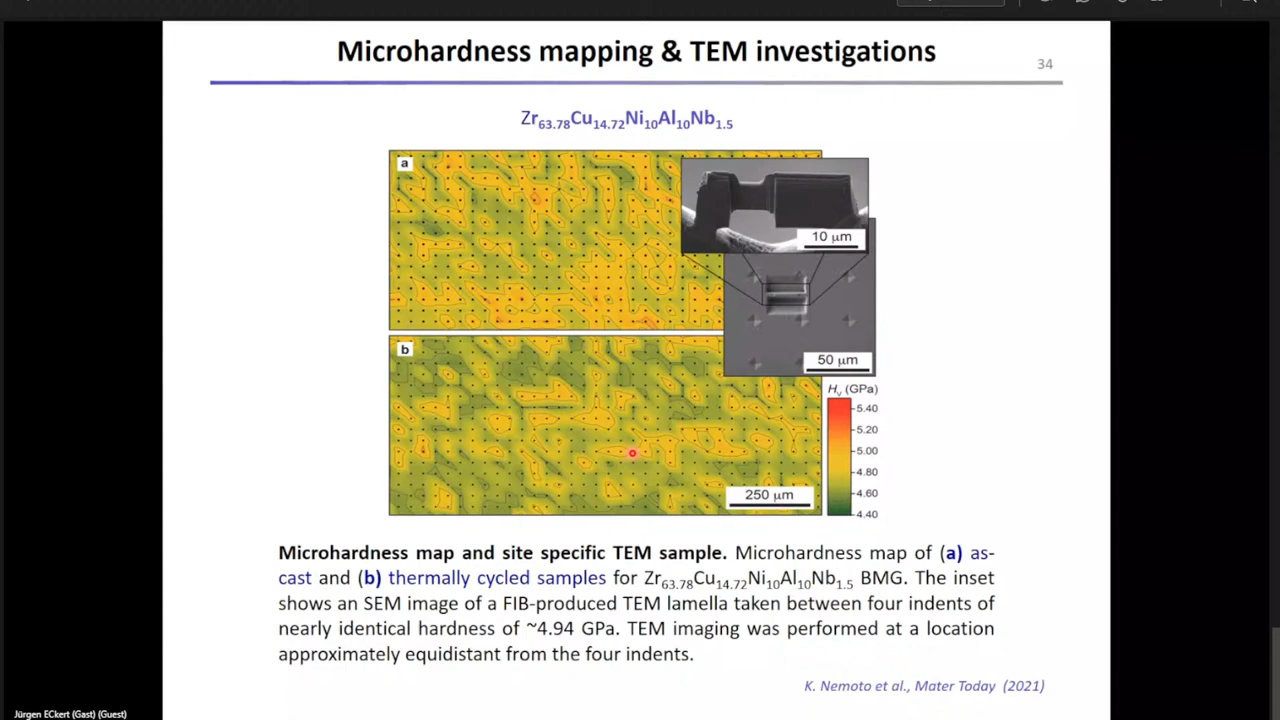 Microhardness mapping & TEM investigations
34
Zr63.78Cu14.72Ni10Al10Nb1.5
a
10 μm
50 μm
b
Hv (GPa)
5.40
5.20
5.00
4.80
4.60
4.40
250 μm
Microhardness map and site specific TEM sample. Microhardness map of (a) as-
cast and (b) thermally cycled samples for Zr63.78Cu14.72Ni10Al10Nb1.5 BMG. The inset
shows an SEM image of a FIB-produced TEM lamella taken between four indents of
nearly identical hardness of ~4.94 GPa. TEM imaging was performed at a location
approximately equidistant from the four indents.
K. Nemoto et al., Mater Today (2021)
Jürgen ECkert (Gast) (Guest)